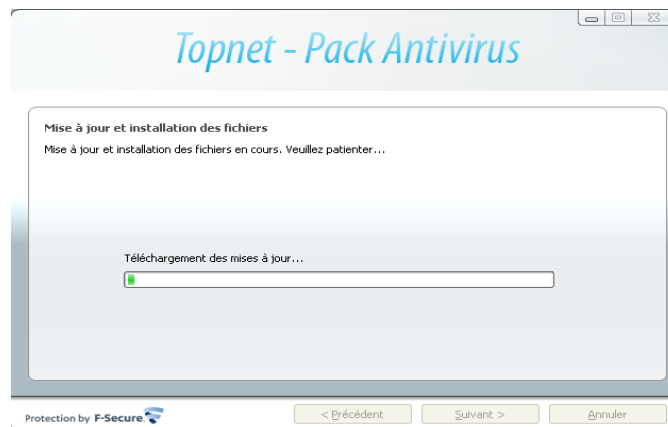 Topnet - Pack Antivirus
Mise à jour et installation des fichiers
Mise à jour et installation des fichiers en cours. Veuillez patienter...
Téléchargement des mises à jour...
Protection by F-Secure.
< Précédent
Suivant >
Annuler